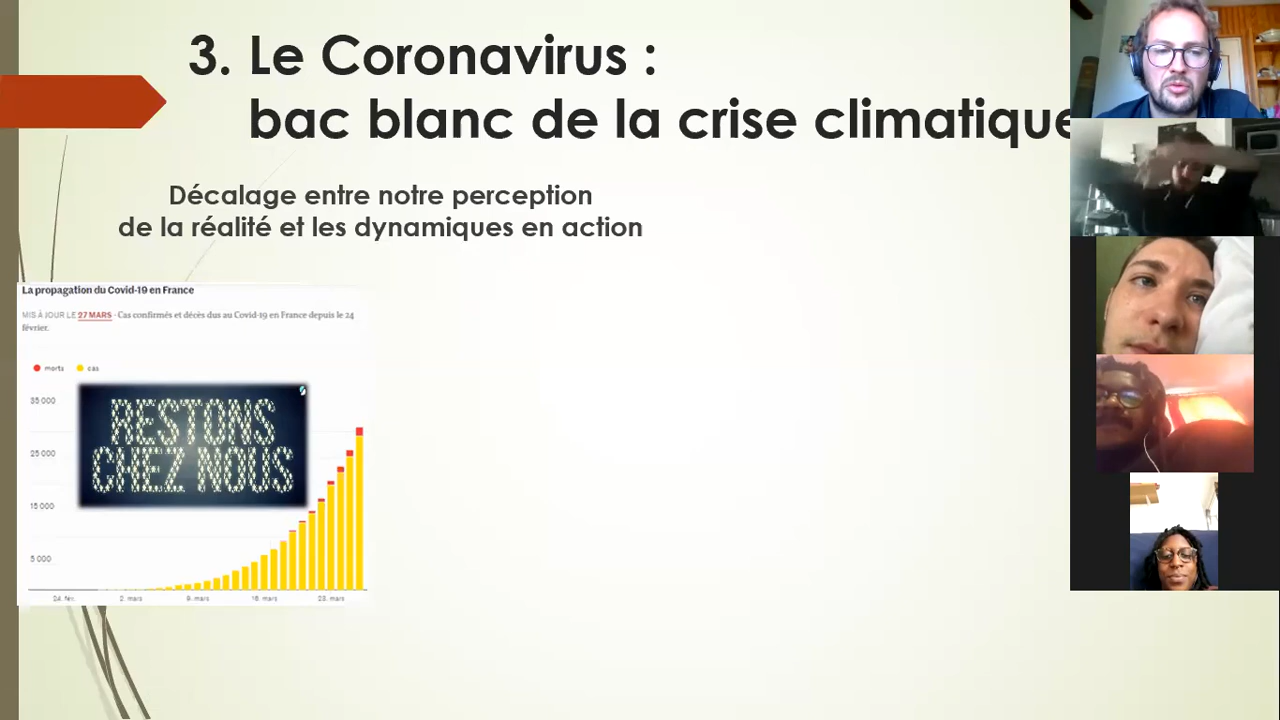 3. Le Coronavirus :
bac blanc de la crise climatique
Décalage entre notre perception
de la réalité et les dynamiques en action
La propagation du Covid-19 en France
MIS À JOUR LE 27 MARS - Cas confirmés et décès dus au Covid-19 en France depuis le 24
février.
morts cas
35 000
RESTONS
CHEZ NOUS
25 000
15 000
5 000
24. fév. 2. mars 9. mars 16. mars 23. mars